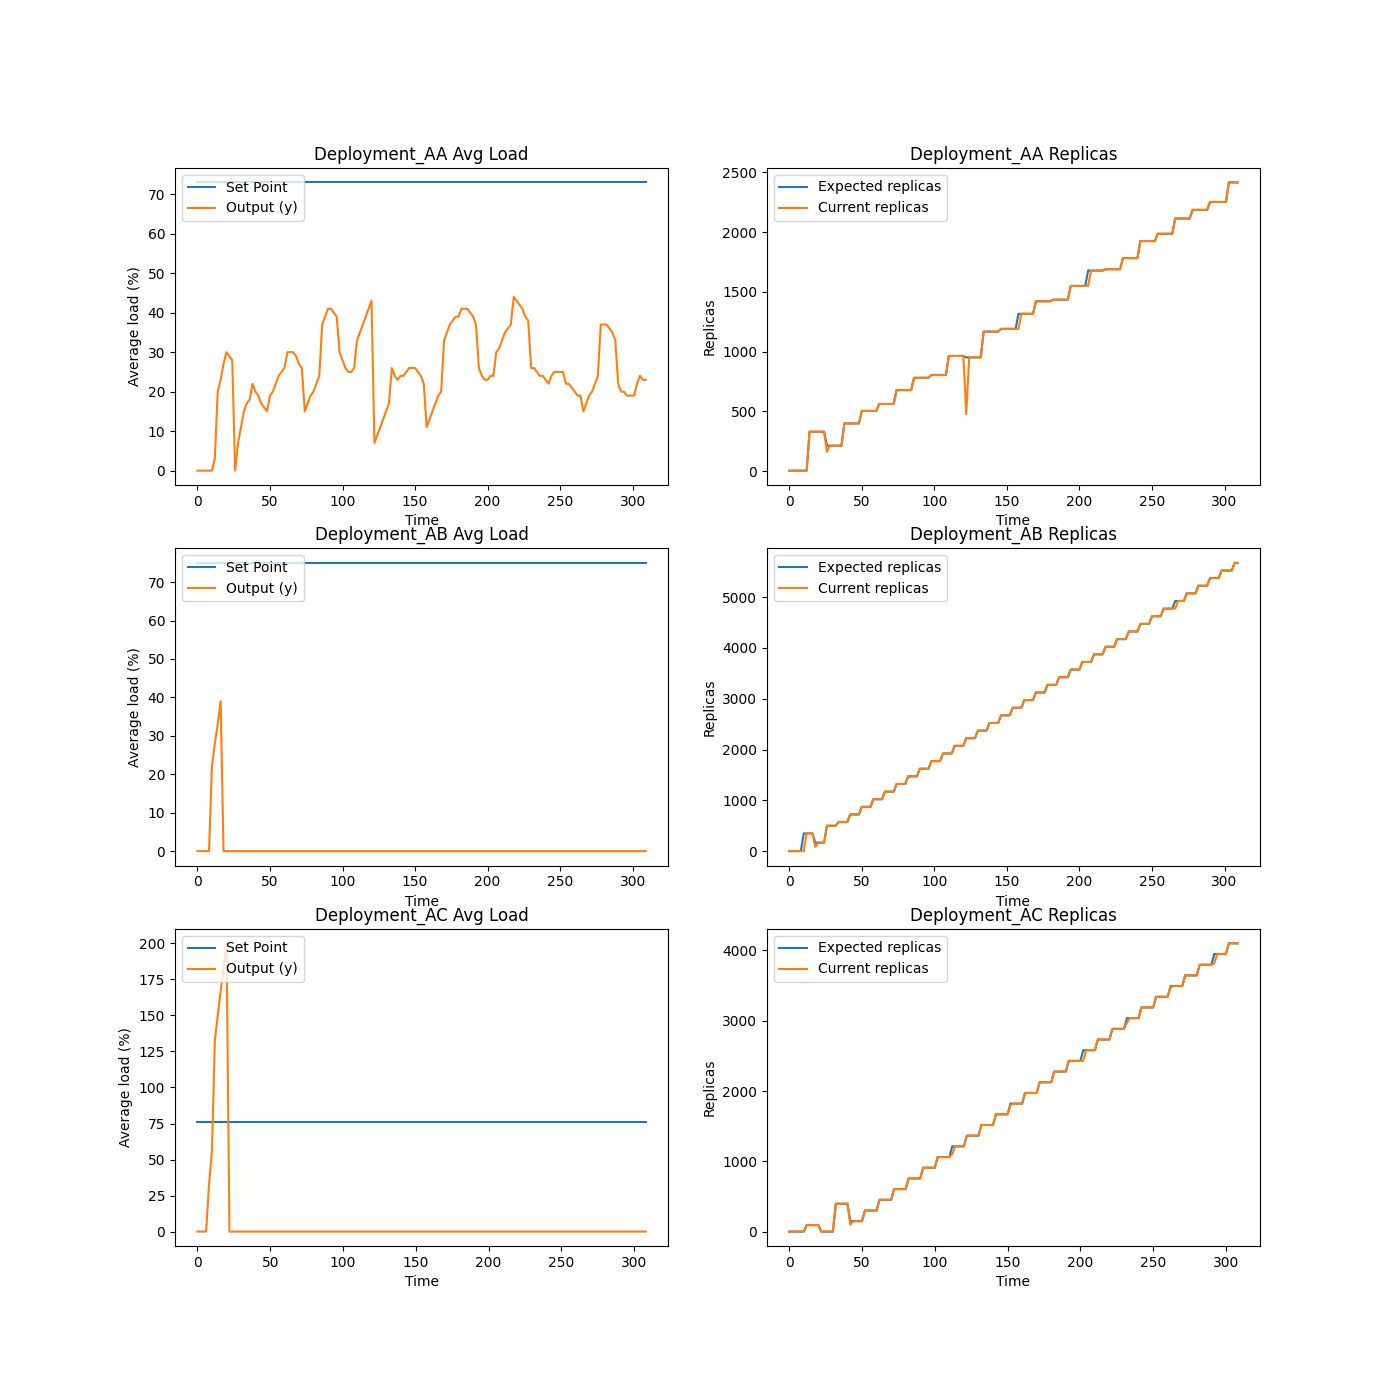 Deployment_AA Avg Load
Set Point
Output (y)
Average load (%)
70
60
50
40
30
20
10
0
0 50 100 150 200 250 300
Time
Deployment_AA Replicas
Expected replicas
Current replicas
Replicas
2500
2000
1500
1000
500
0
0 50 100 150 200 250 300
Time
Deployment_AB Avg Load
Set Point
Output (y)
Average load (%)
70
60
50
40
30
20
10
0
0 50 100 150 200 250 300
Time
Deployment_AB Replicas
Expected replicas
Current replicas
Replicas
5000
4000
3000
2000
1000
0
0 50 100 150 200 250 300
Time
Deployment_AC Avg Load
Set Point
Output (y)
Average load (%)
200
175
150
125
100
75
50
25
0
0 50 100 150 200 250 300
Time
Deployment_AC Replicas
Expected replicas
Current replicas
Replicas
4000
3000
2000
1000
0
0 50 100 150 200 250 300
Time